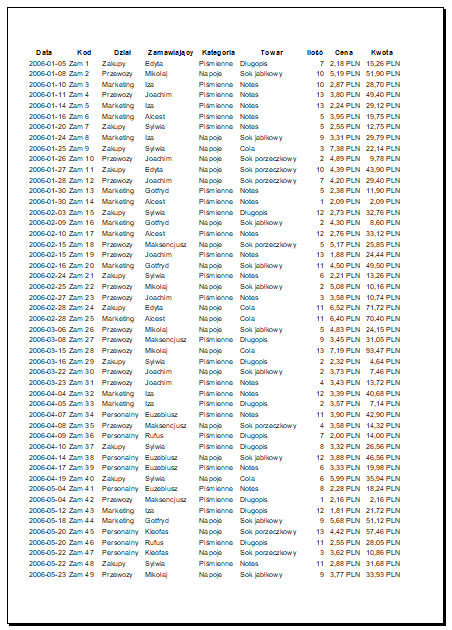 Data Kod Dział Zamawiający Kategoria Towar Ilość Cena Kwota
2006-01-05 Zam 1 Zakupy Edyta Piśmienne Długopis 7 2,18 PLN 15,26 PLN
2006-01-08 Zam 2 Przewozy Mikołaj Napoje Sok jabłkowy 10 5,19 PLN 51,90 PLN
2006-01-10 Zam 3 Marketing Iza Piśmienne Notes 10 2,87 PLN 28,70 PLN
2006-01-11 Zam 4 Przewozy Joachim Piśmienne Notes 13 3,80 PLN 49,40 PLN
2006-01-14 Zam 5 Marketing Iza Piśmienne Notes 13 2,24 PLN 29,12 PLN
2006-01-16 Zam 6 Marketing Alcest Piśmienne Notes 5 3,95 PLN 19,75 PLN
2006-01-20 Zam 7 Zakupy Sylwia Piśmienne Notes 5 2,55 PLN 12,75 PLN
2006-01-24 Zam 8 Marketing Iza Napoje Sok jabłkowy 9 3,31 PLN 29,79 PLN
2006-01-25 Zam 9 Zakupy Sylwia Napoje Cola 3 7,38 PLN 22,14 PLN
2006-01-26 Zam 10 Przewozy Joachim Napoje Sok porzeczkowy 2 4,89 PLN 9,78 PLN
2006-01-27 Zam 11 Zakupy Edyta Napoje Sok porzeczkowy 10 4,39 PLN 43,90 PLN
2006-01-28 Zam 12 Przewozy Joachim Napoje Sok porzeczkowy 7 4,20 PLN 29,40 PLN
2006-01-30 Zam 13 Marketing Gotfryd Piśmienne Notes 5 2,38 PLN 11,90 PLN
2006-01-30 Zam 14 Marketing Alcest Piśmienne Notes 1 2,09 PLN 2,09 PLN
2006-02-03 Zam 15 Zakupy Sylwia Piśmienne Długopis 12 2,73 PLN 32,76 PLN
2006-02-09 Zam 16 Marketing Gotfryd Napoje Sok jabłkowy 2 4,30 PLN 8,60 PLN
2006-02-10 Zam 17 Marketing Alcest Piśmienne Notes 12 2,76 PLN 33,12 PLN
2006-02-15 Zam 18 Przewozy Maksencjusz Napoje Sok porzeczkowy 5 5,17 PLN 25,85 PLN
2006-02-15 Zam 19 Przewozy Joachim Piśmienne Notes 13 1,88 PLN 24,44 PLN
2006-02-16 Zam 20 Marketing Gotfryd Napoje Sok jabłkowy 11 4,50 PLN 49,50 PLN
2006-02-24 Zam 21 Zakupy Sylwia Piśmienne Notes 6 2,21 PLN 13,26 PLN
2006-02-25 Zam 22 Przewozy Mikołaj Napoje Sok jabłkowy 2 5,08 PLN 10,16 PLN
2006-02-27 Zam 23 Przewozy Joachim Piśmienne Notes 3 3,58 PLN 10,74 PLN
2006-02-28 Zam 24 Zakupy Edyta Napoje Cola 11 6,52 PLN 71,72 PLN
2006-02-28 Zam 25 Marketing Alcest Napoje Cola 11 6,40 PLN 70,40 PLN
2006-03-06 Zam 26 Przewozy Mikołaj Napoje Sok jabłkowy 5 4,83 PLN 24,15 PLN
2006-03-08 Zam 27 Przewozy Maksencjusz Piśmienne Długopis 9 3,45 PLN 31,05 PLN
2006-03-15 Zam 28 Przewozy Mikołaj Napoje Cola 13 7,19 PLN 93,47 PLN
2006-03-16 Zam 29 Zakupy Sylwia Piśmienne Długopis 2 2,32 PLN 4,64 PLN
2006-03-22 Zam 30 Przewozy Joachim Napoje Sok jabłkowy 2 3,73 PLN 7,46 PLN
2006-03-23 Zam 31 Przewozy Joachim Piśmienne Notes 4 3,43 PLN 13,72 PLN
2006-04-04 Zam 32 Marketing Iza Piśmienne Notes 12 3,39 PLN 40,68 PLN
2006-04-05 Zam 33 Marketing Iza Piśmienne Długopis 2 3,57 PLN 7,14 PLN
2006-04-07 Zam 34 Personalny Euzebiusz Piśmienne Notes 11 3,90 PLN 42,90 PLN
2006-04-08 Zam 35 Przewozy Maksencjusz Napoje Sok porzeczkowy 4 3,58 PLN 14,32 PLN
2006-04-09 Zam 36 Personalny Rufus Piśmienne Długopis 7 2,00 PLN 14,00 PLN
2006-04-10 Zam 37 Zakupy Sylwia Piśmienne Długopis 8 3,32 PLN 26,56 PLN
2006-04-14 Zam 38 Personalny Euzebiusz Napoje Sok jabłkowy 12 3,88 PLN 46,56 PLN
2006-04-17 Zam 39 Personalny Euzebiusz Piśmienne Notes 6 3,33 PLN 19,98 PLN
2006-04-19 Zam 40 Zakupy Sylwia Napoje Cola 6 5,99 PLN 35,94 PLN
2006-05-04 Zam 41 Personalny Euzebiusz Piśmienne Notes 8 2,28 PLN 18,24 PLN
2006-05-04 Zam 42 Przewozy Maksencjusz Piśmienne Długopis 1 2,16 PLN 2,16 PLN
2006-05-12 Zam 43 Marketing Iza Piśmienne Długopis 12 1,81 PLN 21,72 PLN
2006-05-18 Zam 44 Marketing Gotfryd Napoje Sok jabłkowy 9 5,68 PLN 51,12 PLN
2006-05-20 Zam 45 Personalny Kleofas Napoje Sok porzeczkowy 13 4,42 PLN 57,46 PLN
2006-05-20 Zam 46 Personalny Rufus Piśmienne Długopis 11 2,55 PLN 28,05 PLN
2006-05-22 Zam 47 Personalny Kleofas Napoje Sok porzeczkowy 3 3,62 PLN 10,86 PLN
2006-05-22 Zam 48 Zakupy Sylwia Piśmienne Notes 11 2,88 PLN 31,68 PLN
2006-05-23 Zam 49 Przewozy Mikołaj Napoje Sok jabłkowy 9 3,77 PLN 33,93 PLN